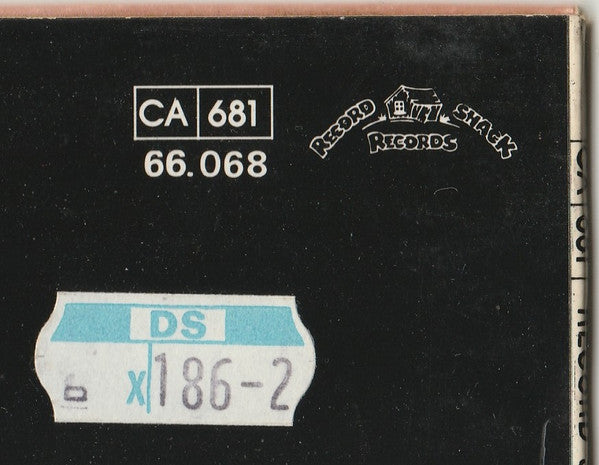 CA 681
66.068
RECORD SHACK
RECORDS
DS
X 186-2